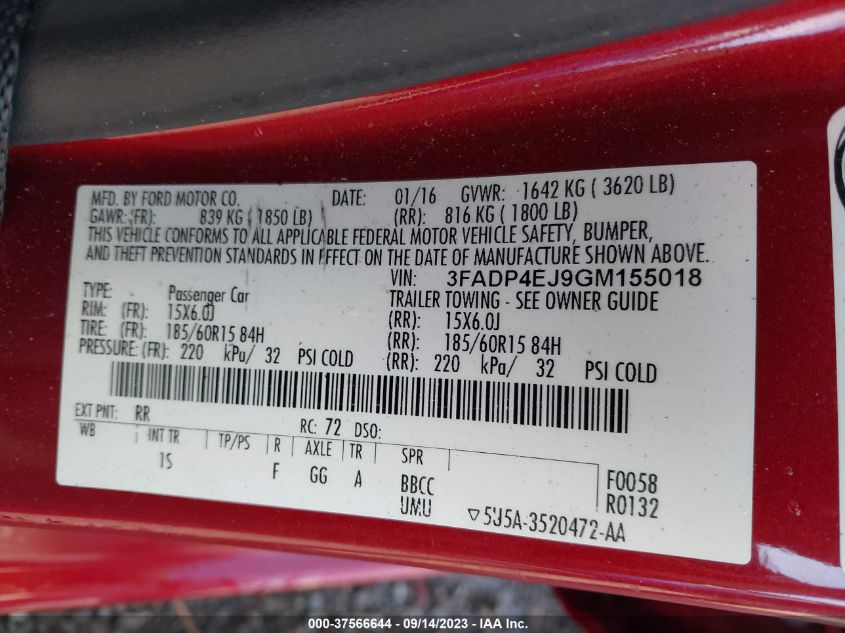 MFD. BY FORD MOTOR CO. DATE: 01/16 GVWR: 1642 KG ( 3620 LB)
GAWR: (FR): 839 KG ( 1850 LB) (RR): 816 KG ( 1800 LB)
THIS VEHICLE CONFORMS TO ALL APPLICABLE FEDERAL MOTOR VEHICLE SAFETY, BUMPER,
AND THEFT PREVENTION STANDARDS IN EFFECT ON THE DATE OF MANUFACTURE SHOWN ABOVE.
VIN: 3FADP4EJ9GM155018
TYPE: Passenger Car TRAILER TOWING - SEE OWNER GUIDE
RIM: (FR): 15X6.0J (RR): 15X6.0J
TIRE: (FR): 185/60R15 84H (RR): 185/60R15 84H
PRESSURE: (FR): 220 kPa/ 32 PSI COLD (RR): 220 kPa/ 32 PSI COLD
EXT PNT: RR RC: 72 DSO:
WB INT TR TP/PS R AXLE TR SPR
1S F GG A BBCC
UMU
F0058
R0132
5U5A-3520472-AA
000-37566644 - 09/14/2023 - IAAI Inc.